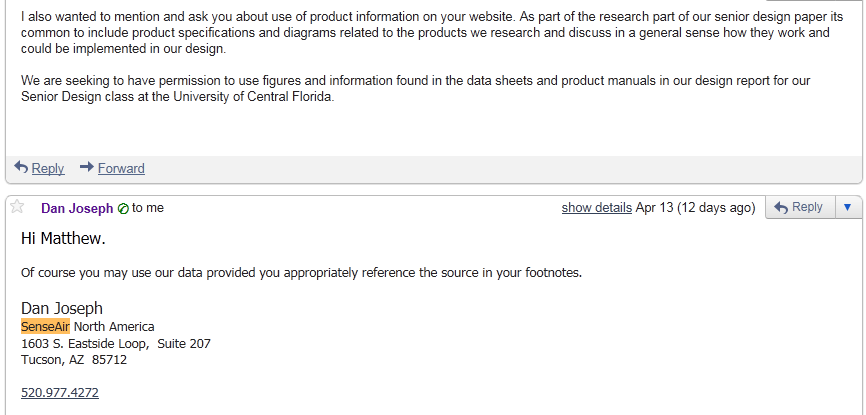 I also wanted to mention and ask you about use of product information on your website. As part of the research part of our senior design paper its
common to include product specifications and diagrams related to the products we research and discuss in a general sense how they work and
could be implemented in our design.
We are seeking to have permission to use figures and information found in the data sheets and product manuals in our design report for our
Senior Design class at the University of Central Florida.
Reply Forward
Dan Joseph to me show details Apr 13 (12 days ago) Reply
Hi Matthew.
Of course you may use our data provided you appropriately reference the source in your footnotes.
Dan Joseph
SenseAir North America
1603 S. Eastside Loop, Suite 207
Tucson, AZ 85712
520.977.4272